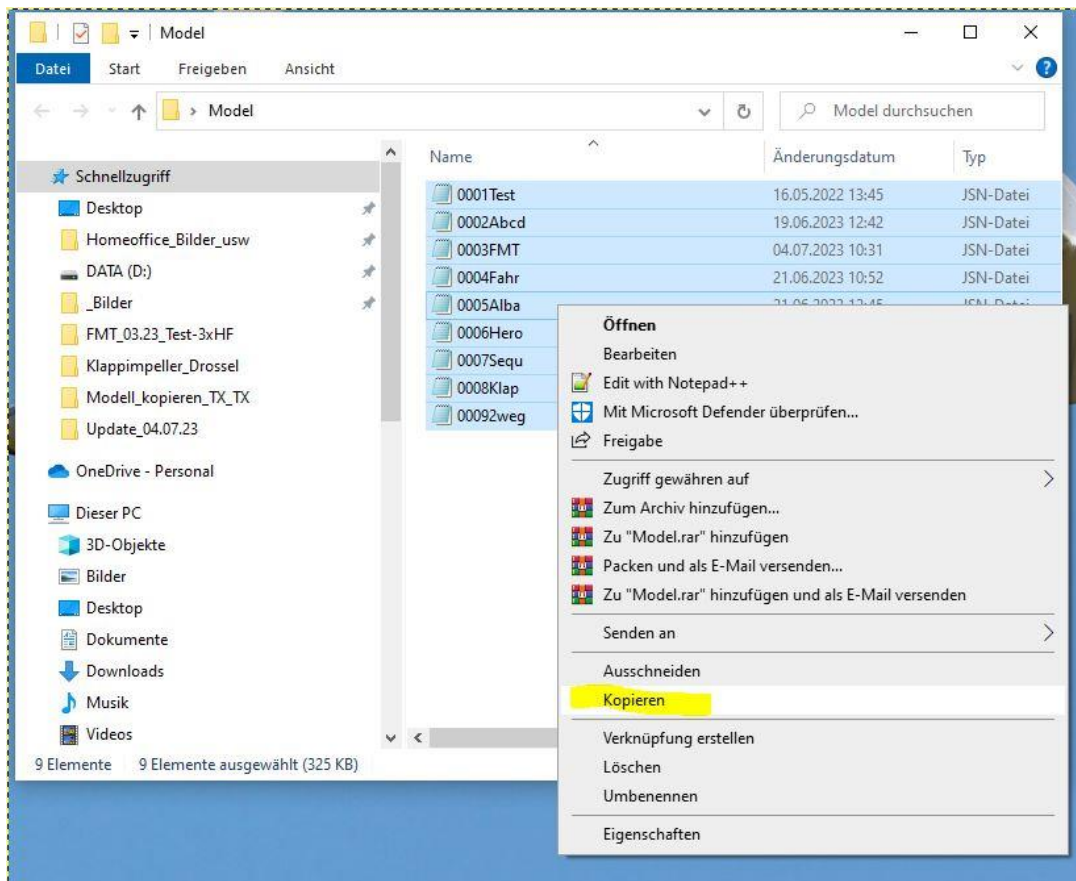 Model
Datei Start Freigeben Ansicht
Model
Model durchsuchen
Name Änderungsdatum Typ
Schnellzugriff
Desktop
Homeoffice_Bilder_usw
DATA (D:)
_Bilder
FMT_03.23_Test-3xHF
Klappimpeller_Drossel
Modell_kopieren_TX_TX
Update_04.07.23
OneDrive - Personal
Dieser PC
3D-Objekte
Bilder
Desktop
Dokumente
Downloads
Musik
Videos
0001Test 16.05.2022 13:45 JSN-Datei
0002Abcd 19.06.2023 12:42 JSN-Datei
0003FMT 04.07.2023 10:31 JSN-Datei
0004Fahr 21.06.2023 10:52 JSN-Datei
0005Alba
0006Hero
0007Sequ
0008Klap
00092weg
Öffnen
Bearbeiten
Edit with Notepad++
Mit Microsoft Defender überprüfen...
Freigabe
Zugriff gewähren auf
Zum Archiv hinzufügen...
Zu "Model.rar" hinzufügen
Packen und als E-Mail versenden...
Zu "Model.rar" hinzufügen und als E-Mail versenden
Senden an
Ausschneiden
Kopieren
Verknüpfung erstellen
Löschen
Umbenennen
Eigenschaften
9 Elemente 9 Elemente ausgewählt (325 KB)